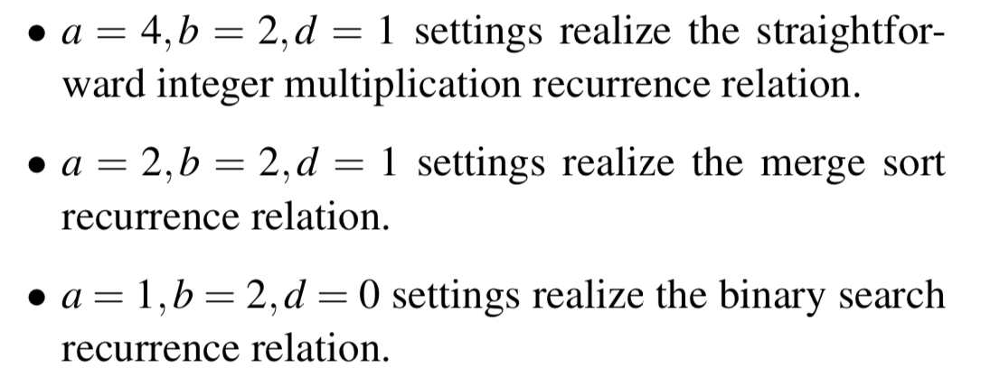 • a = 4, b = 2, d = 1 settings realize the straightfor-
ward integer multiplication recurrence relation.
• a = 2, b = 2, d = 1 settings realize the merge sort
recurrence relation.
• a = 1, b = 2, d = 0 settings realize the binary search
recurrence relation.